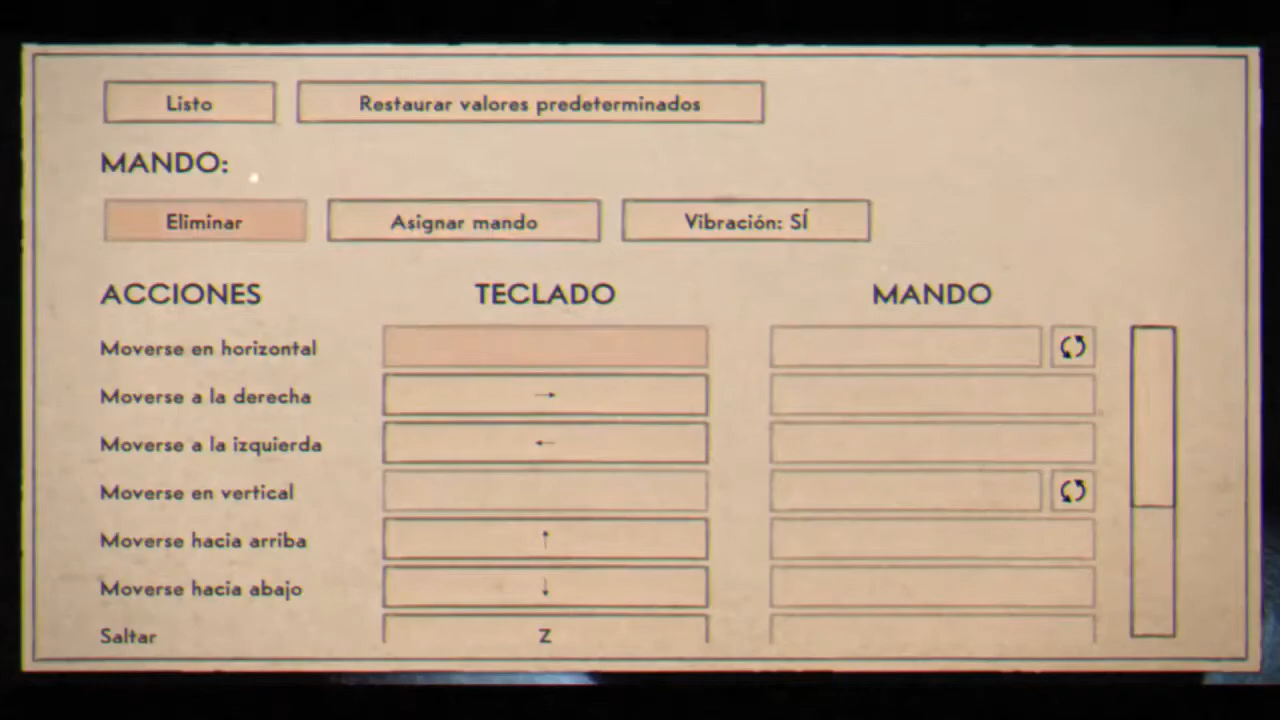 Listo Restaurar valores predeterminados
MANDO:
Eliminar Asignar mando Vibración: SÍ
ACCIONES TECLADO MANDO
Moverse en horizontal
Moverse a la derecha →
Moverse a la izquierda ←
Moverse en vertical
Moverse hacia arriba ↑
Moverse hacia abajo ↓
Saltar Z